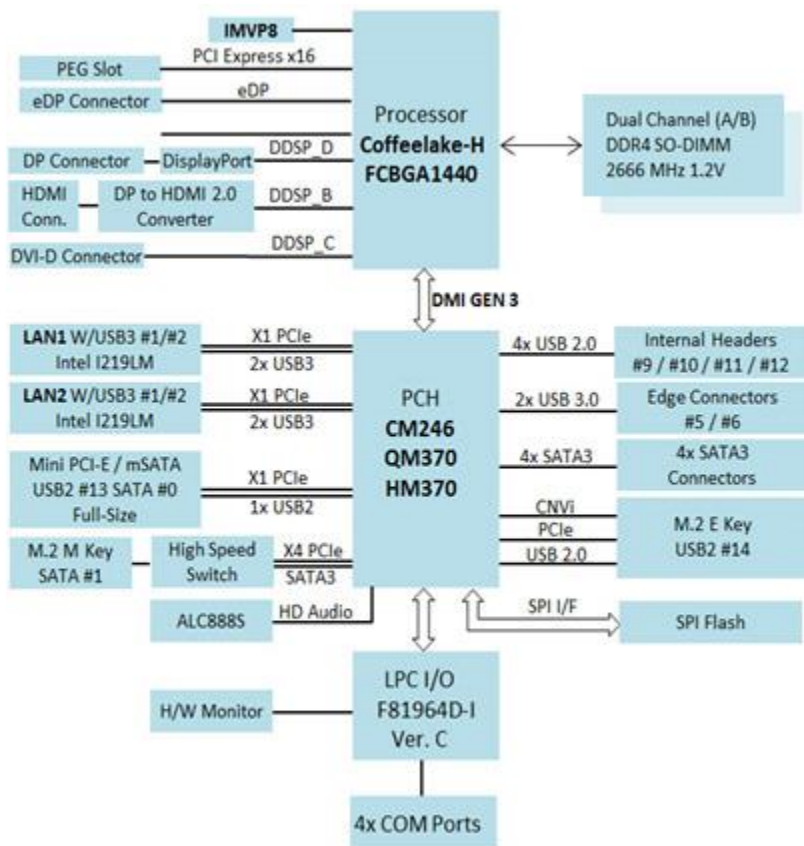 IMVP8
PCI Express x16
PEG Slot
eDP
eDP Connector
Processor
Coffeelake-H
FCBGA1440
Dual Channel (A/B)
DDR4 SO-DIMM
2666 MHz 1.2V
DDSP_D
DP Connector
DisplayPort
HDMI
Conn.
DP to HDMI 2.0
Converter
DDSP_B
DDSP_C
DVI-D Connector
DMI GEN 3
LAN1 W/USB3 #1/#2
Intel I219LM
X1 PCIe
2x USB3
LAN2 W/USB3 #1/#2
Intel I219LM
X1 PCIe
2x USB3
Mini PCI-E / mSATA
USB2 #13 SATA #0
Full-Size
X1 PCIe
1x USB2
M.2 M Key
SATA #1
High Speed
Switch
X4 PCIe
SATA3
ALC888S
HD Audio
PCH
CM246
QM370
HM370
4x USB 2.0
Internal Headers
#9 / #10 / #11 / #12
2x USB 3.0
Edge Connectors
#5 / #6
4x SATA3
4x SATA3
Connectors
CNVi
PCIe
USB 2.0
M.2 E Key
USB2 #14
SPI I/F
SPI Flash
LPC I/O
F81964D-I
Ver. C
H/W Monitor
4x COM Ports